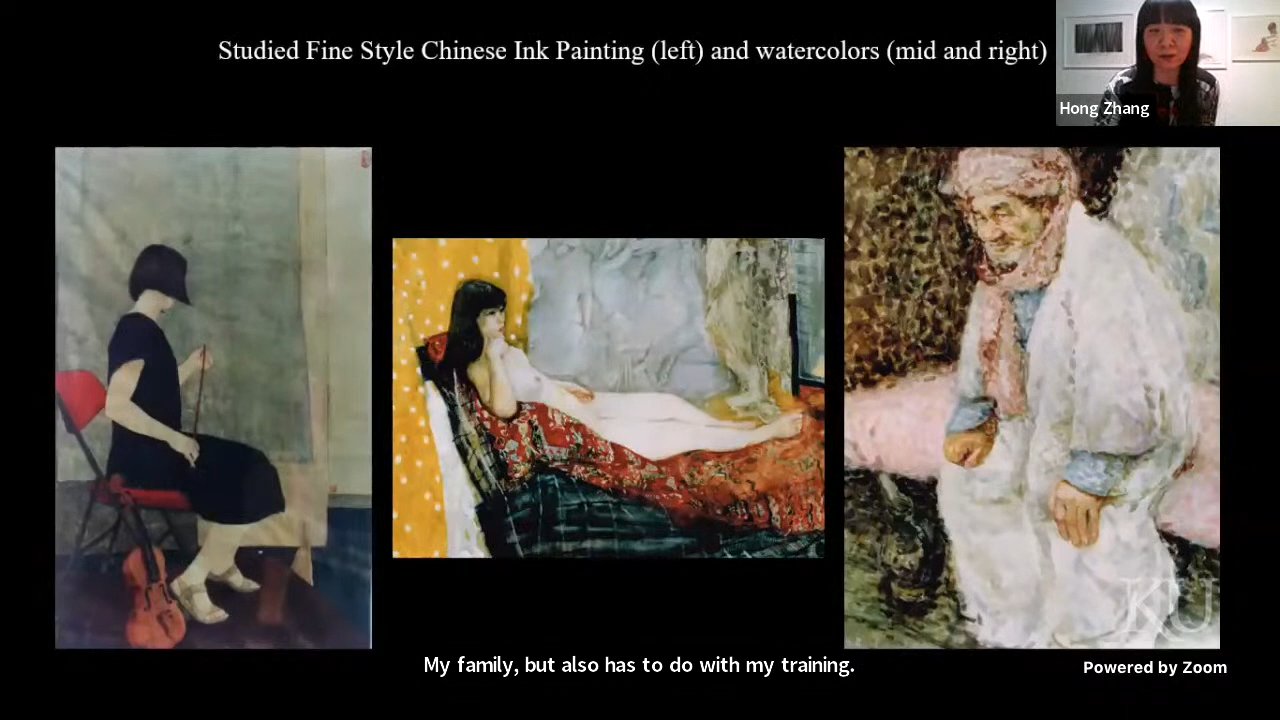 Studied Fine Style Chinese Ink Painting (left) and watercolors (mid and right)
Hong Zhang
KU
My family, but also has to do with my training.
Powered by Zoom